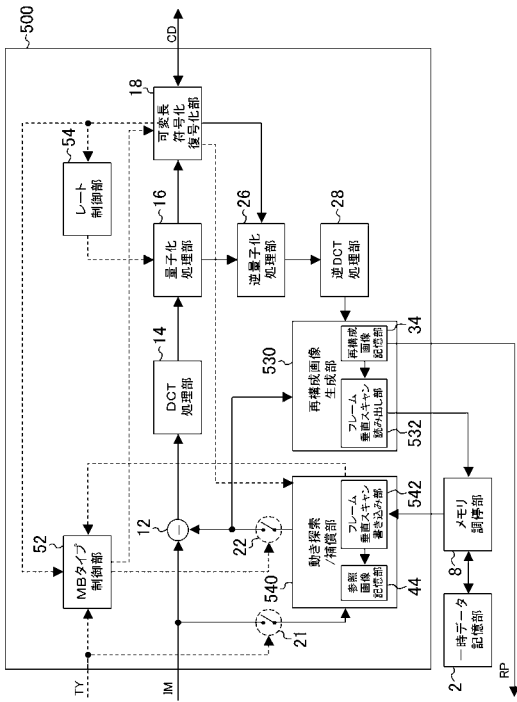 500
CD
18
可変長
符号化
復号化部
54
レート
制御部
16
量子化
処理部
26
逆量子化
処理部
28
逆DCT
処理部
14
DCT
処理部
530
再構成画像
生成部
34
再構成
画像
記憶部
フレーム
垂直スキャン
読み出し部
532
52
MBタイプ
制御部
12
22
21
540
動き探索
/補償部
542
フレーム
垂直スキャン
書き込み部
参照
画像
記憶部
44
メモリ
調停部
8
一時データ
記憶部
2
TY
IM
RP